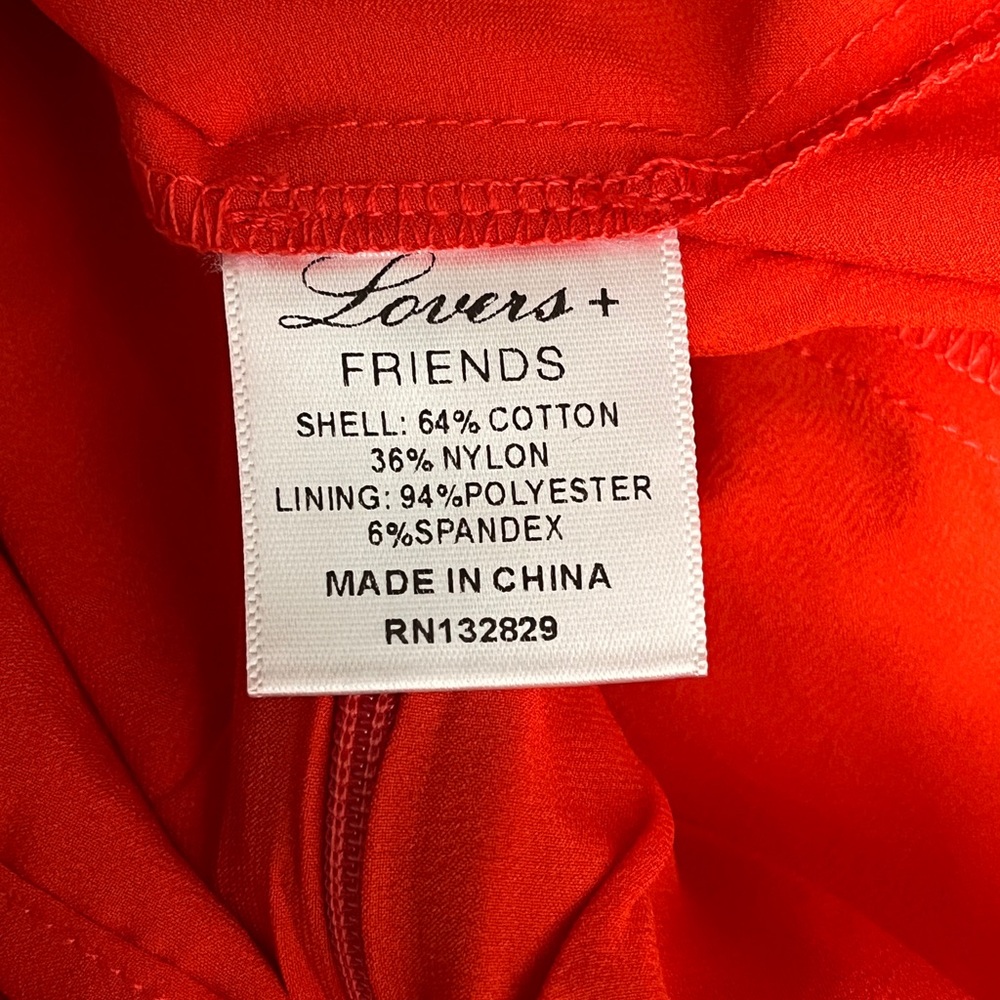 Lovers +
FRIENDS
SHELL: 64% COTTON
36% NYLON
LINING: 94%POLYESTER
6%SPANDEX
MADE IN CHINA
RN132829